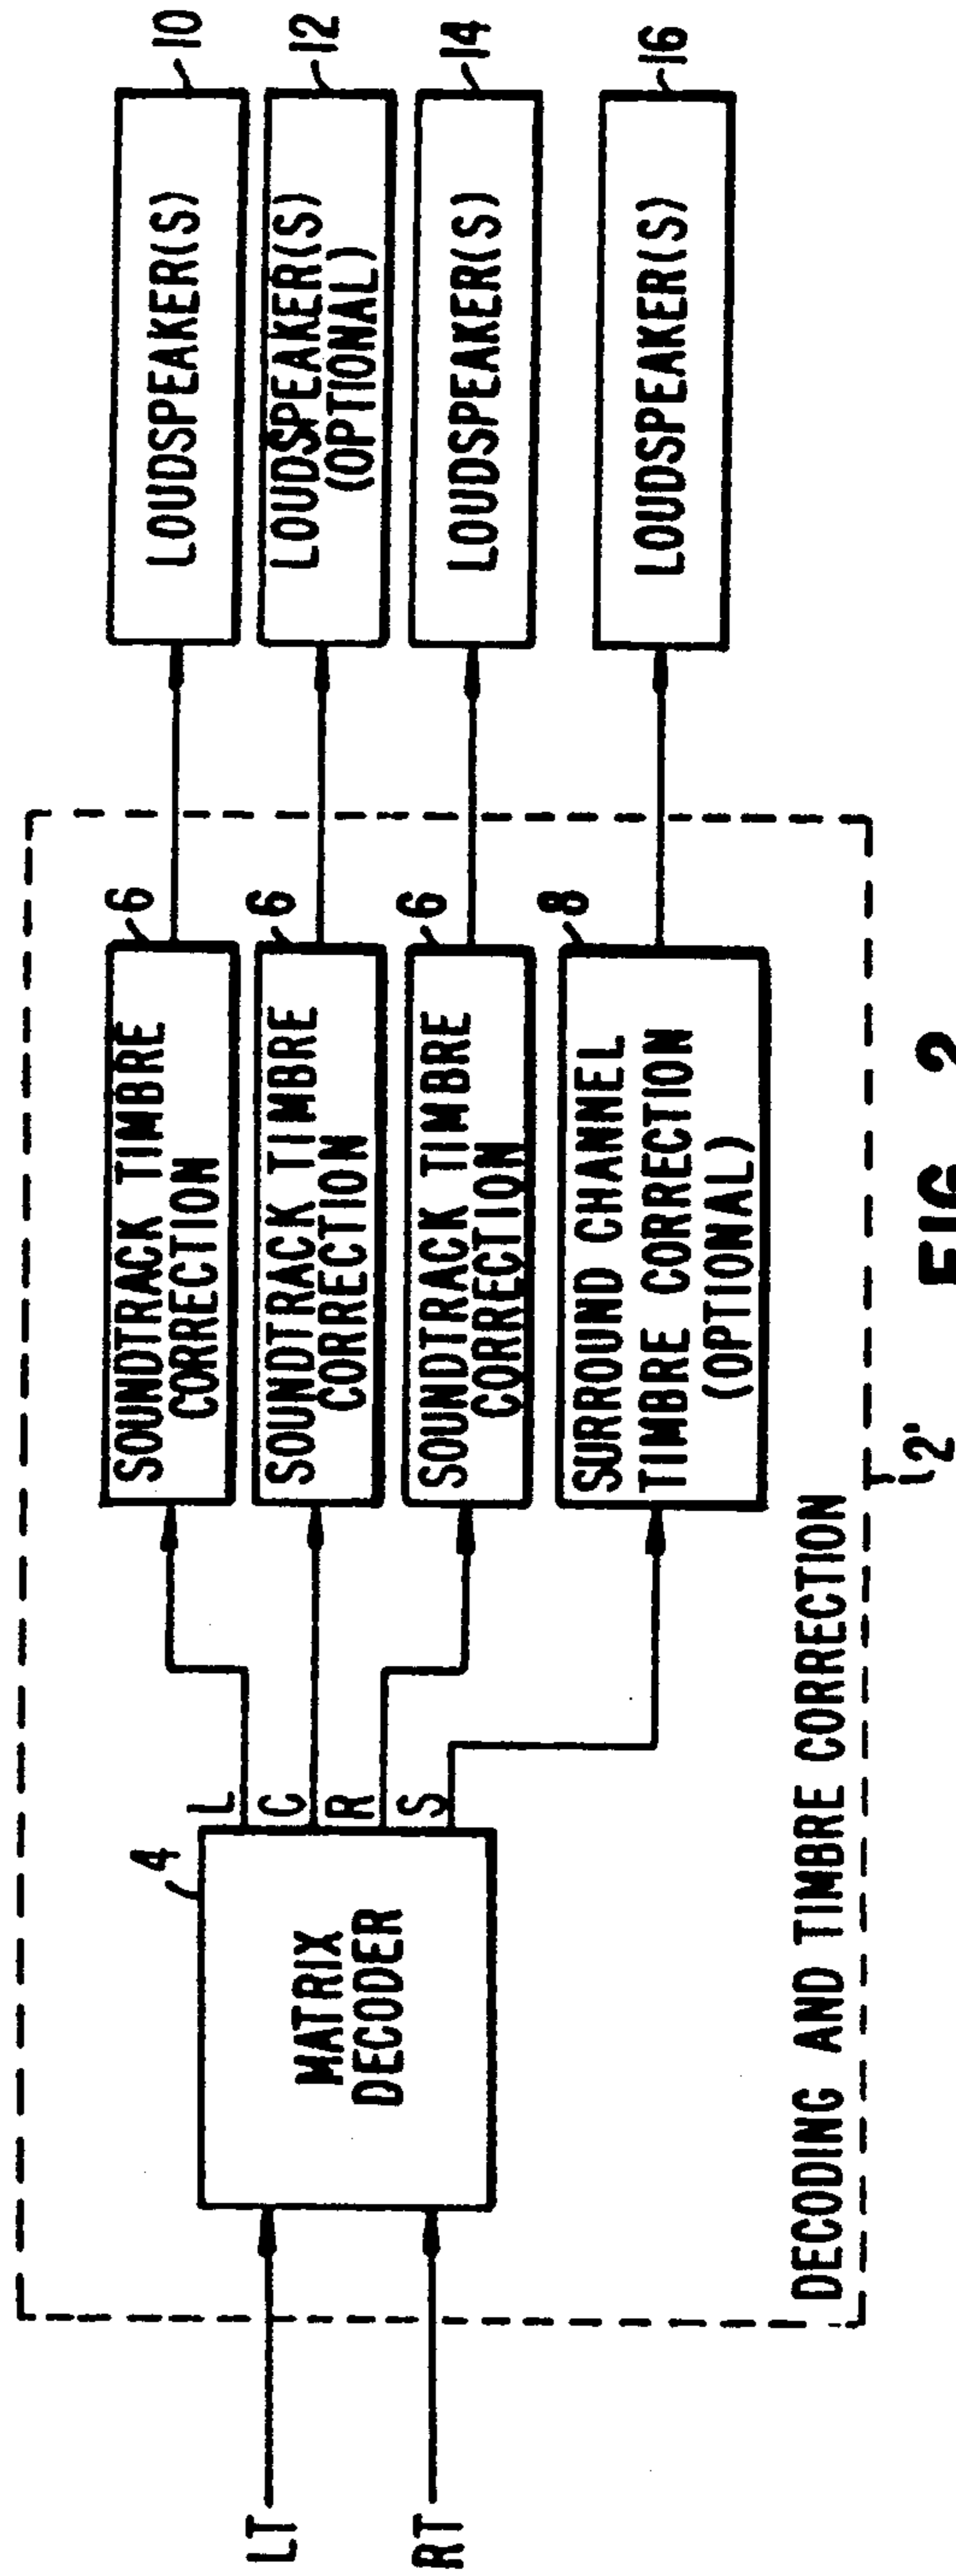 LT
RT
4
MATRIX
DECODER
L
C
R
S
6
SOUNDTRACK TIMBRE
CORRECTION
6
SOUNDTRACK TIMBRE
CORRECTION
6
SOUNDTRACK TIMBRE
CORRECTION
8
SURROUND CHANNEL
TIMBRE CORRECTION
(OPTIONAL)
LOUDSPEAKER(S)
10
LOUDSPEAKER(S)
(OPTIONAL)
12
LOUDSPEAKER(S)
14
LOUDSPEAKER(S)
16
DECODING AND TIMBRE CORRECTION
2'
FIG 2